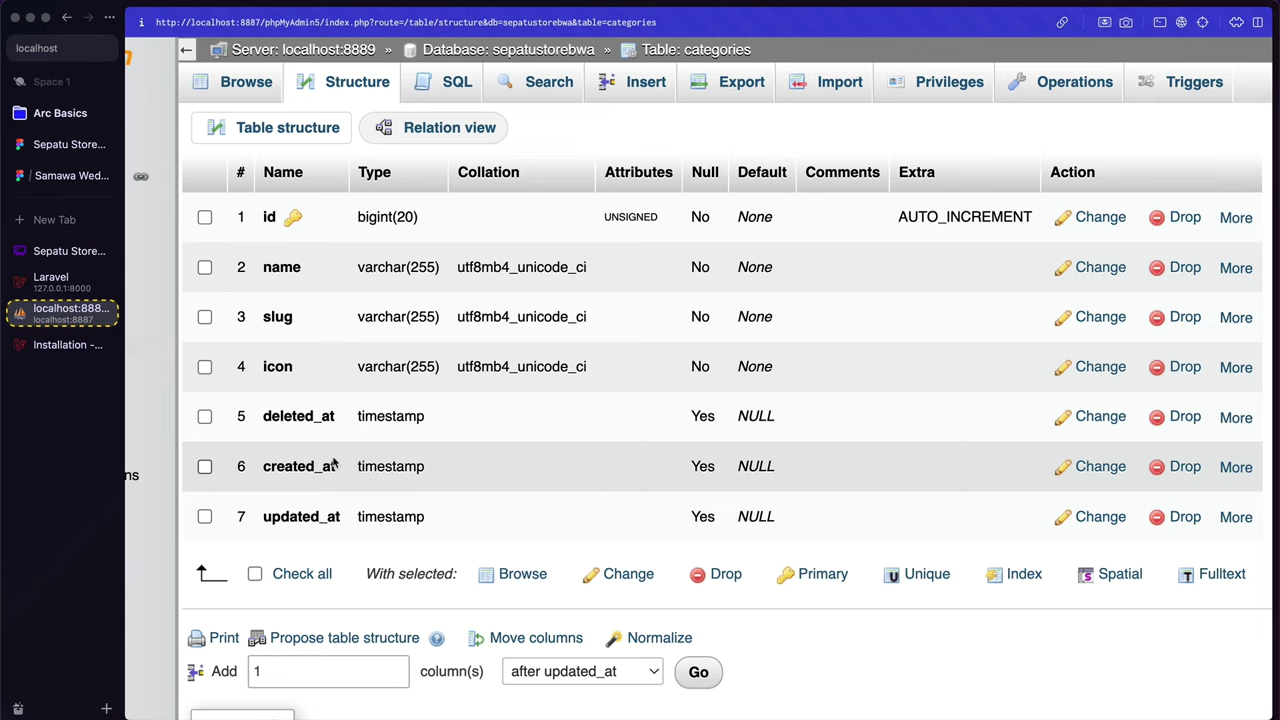 http://localhost:8887/phpMyAdmin5/index.php?route=/table/structure&db=sepatustorebwa&table=categories
localhost
Space 1
Arc Basics
Sepatu Store...
/ Samawa Wed...
New Tab
Sepatu Store...
Laravel
127.0.0.1:8000
localhost:888...
localhost:8887
Installation -...
ns
Server: localhost:8889 » Database: sepatustorebwa » Table: categories
Browse Structure SQL Search Insert Export Import Privileges Operations Triggers
Table structure Relation view
# Name Type Collation Attributes Null Default Comments Extra Action
1 id bigint(20) UNSIGNED No None AUTO_INCREMENT Change Drop More
2 name varchar(255) utf8mb4_unicode_ci No None Change Drop More
3 slug varchar(255) utf8mb4_unicode_ci No None Change Drop More
4 icon varchar(255) utf8mb4_unicode_ci No None Change Drop More
5 deleted_at timestamp Yes NULL Change Drop More
6 created_at timestamp Yes NULL Change Drop More
7 updated_at timestamp Yes NULL Change Drop More
Check all With selected: Browse Change Drop Primary Unique Index Spatial Fulltext
Print Propose table structure Move columns Normalize
Add 1 column(s) after updated_at Go